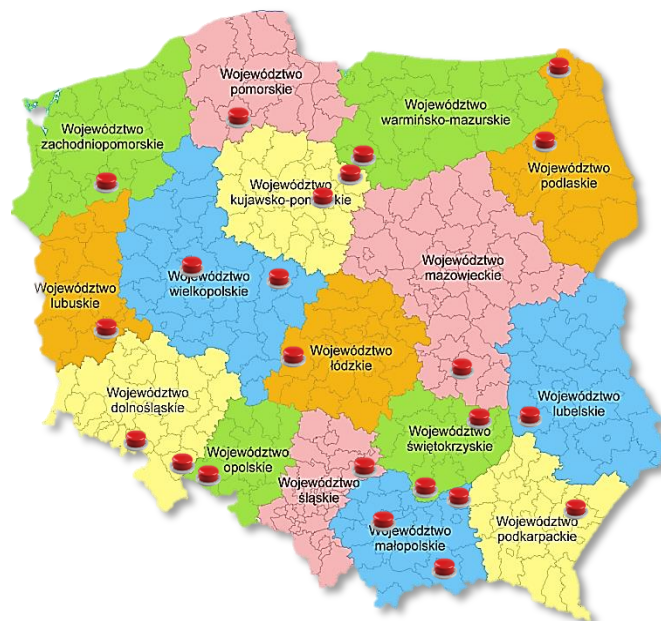 Województwo
pomorskie
Województwo
zachodniopomorskie
Województwo
warmińsko-mazurskie
Województwo
podlaskie
Województwo
Województwo
mazowieckie
Województwo
wielkopolskie
Województwo
lubuskie
Województwo
łódzkie
Województwo
lubelskie
Województwo
dolnośląskie
Województwo
świętokrzyskie
Województwo
opolskie
Województwo
śląskie
Województwo
małopolskie
Województwo
podkarpackie